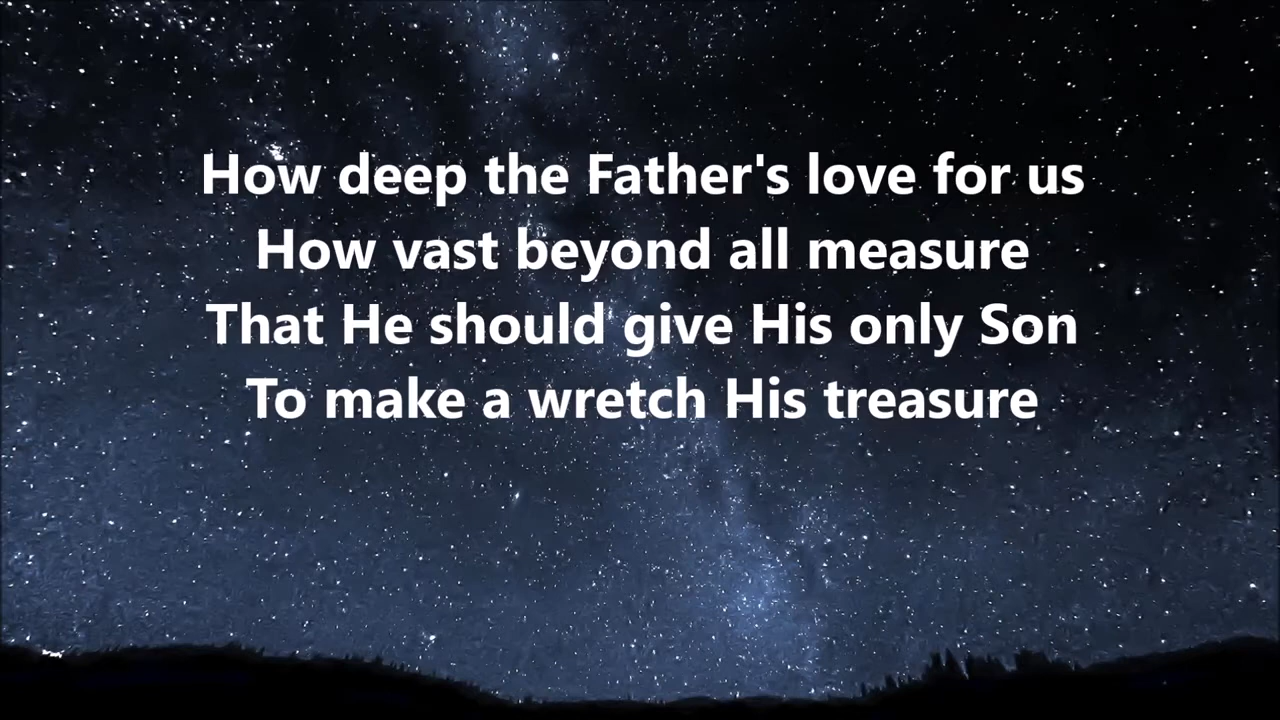 How deep the Father's love for us
How vast beyond all measure
That He should give His only Son
To make a wretch His treasure